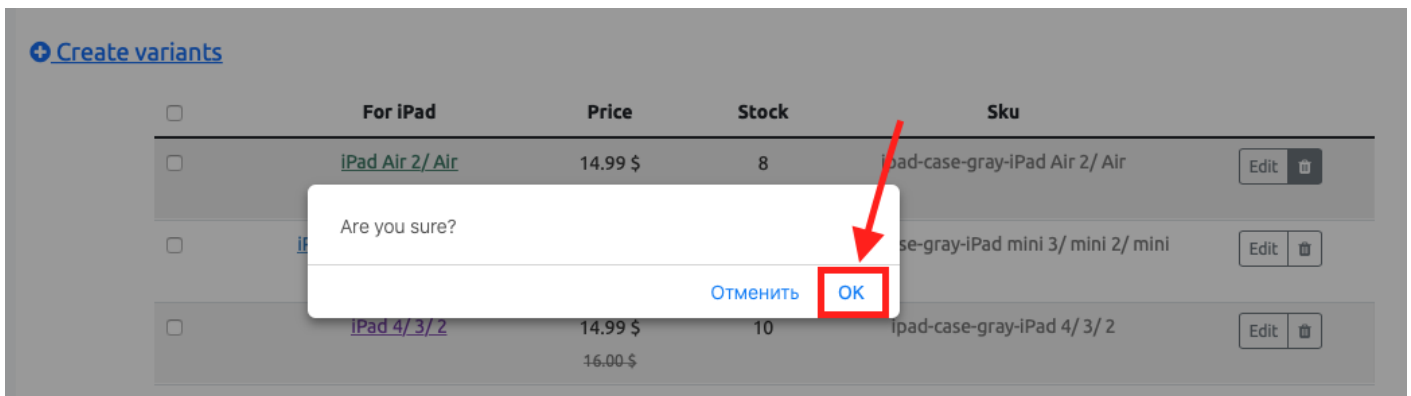 Create variants
For iPad Price Stock Sku
iPad Air 2/ Air 14.99 $ 8 ipad-case-gray-iPad Air 2/ Air Edit
Are you sure?
se-gray-iPad mini 3/ mini 2/ mini Edit
Отменить OK
iPad 4/ 3/ 2 14.99 $ 10 ipad-case-gray-iPad 4/ 3/ 2 Edit
16.00 $